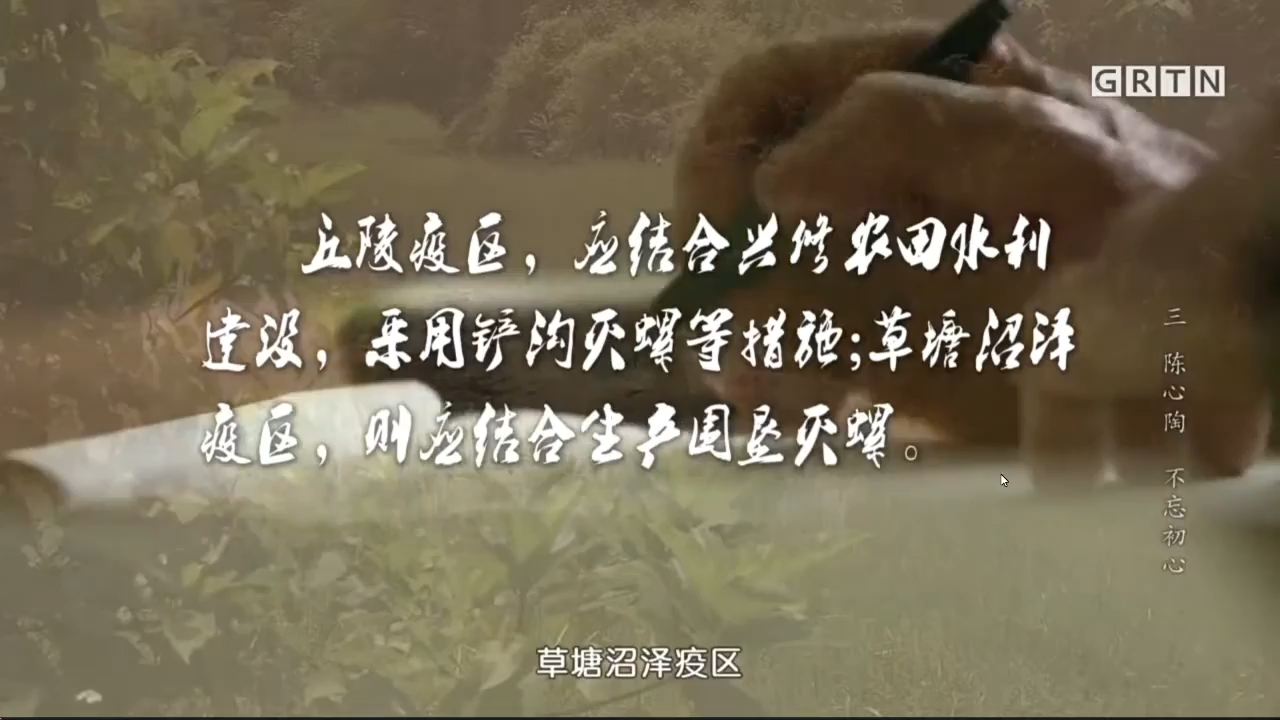 GRTN
丘陵疫区，应结合兴修农田水利
建设，采用铲沟灭螺等措施;草塘沼泽
疫区，则应结合生产围垦灭螺。
三 陈心陶 不忘初心
草塘沼泽疫区